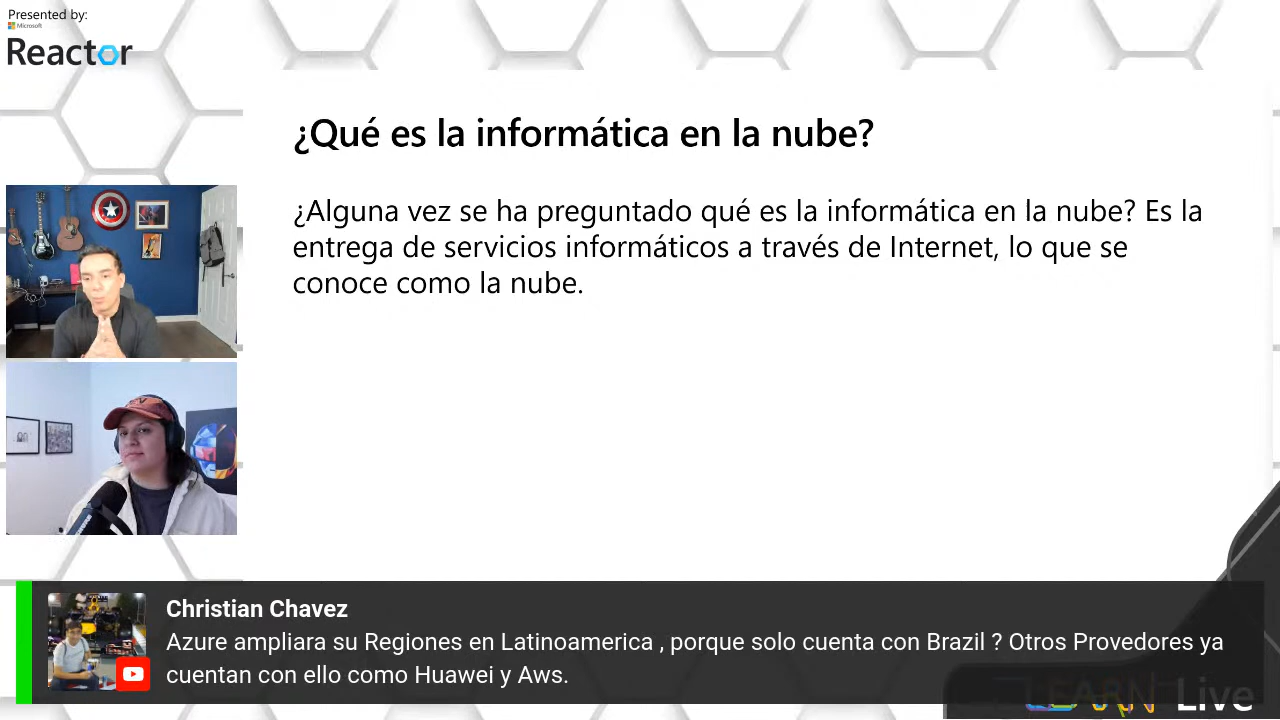 Presented by:
Microsoft
Reactor
¿Qué es la informática en la nube?
¿Alguna vez se ha preguntado qué es la informática en la nube? Es la
entrega de servicios informáticos a través de Internet, lo que se
conoce como la nube.
Christian Chavez
Azure ampliara su Regiones en Latinoamerica , porque solo cuenta con Brazil ? Otros Provedores ya
cuentan con ello como Huawei y Aws.
LEARN Live